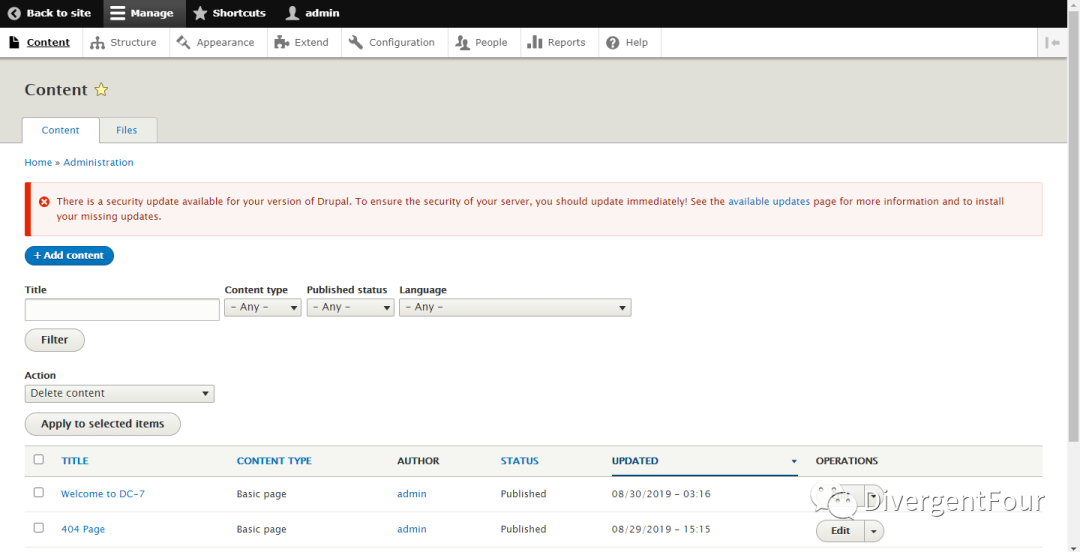 Back to site Manage Shortcuts admin
Content Structure Appearance Extend Configuration People Reports Help
Content
Content Files
Home » Administration
There is a security update available for your version of Drupal. To ensure the security of your server, you should update immediately! See the available updates page for more information and to install
your missing updates.
+ Add content
Title Content type Published status Language
- Any - - Any - - Any -
Filter
Action
Delete content
Apply to selected items
TITLE CONTENT TYPE AUTHOR STATUS UPDATED OPERATIONS
Welcome to DC-7 Basic page admin Published 08/30/2019 - 03:16
DivergentFour
404 Page Basic page admin Published 08/29/2019 - 15:15 Edit